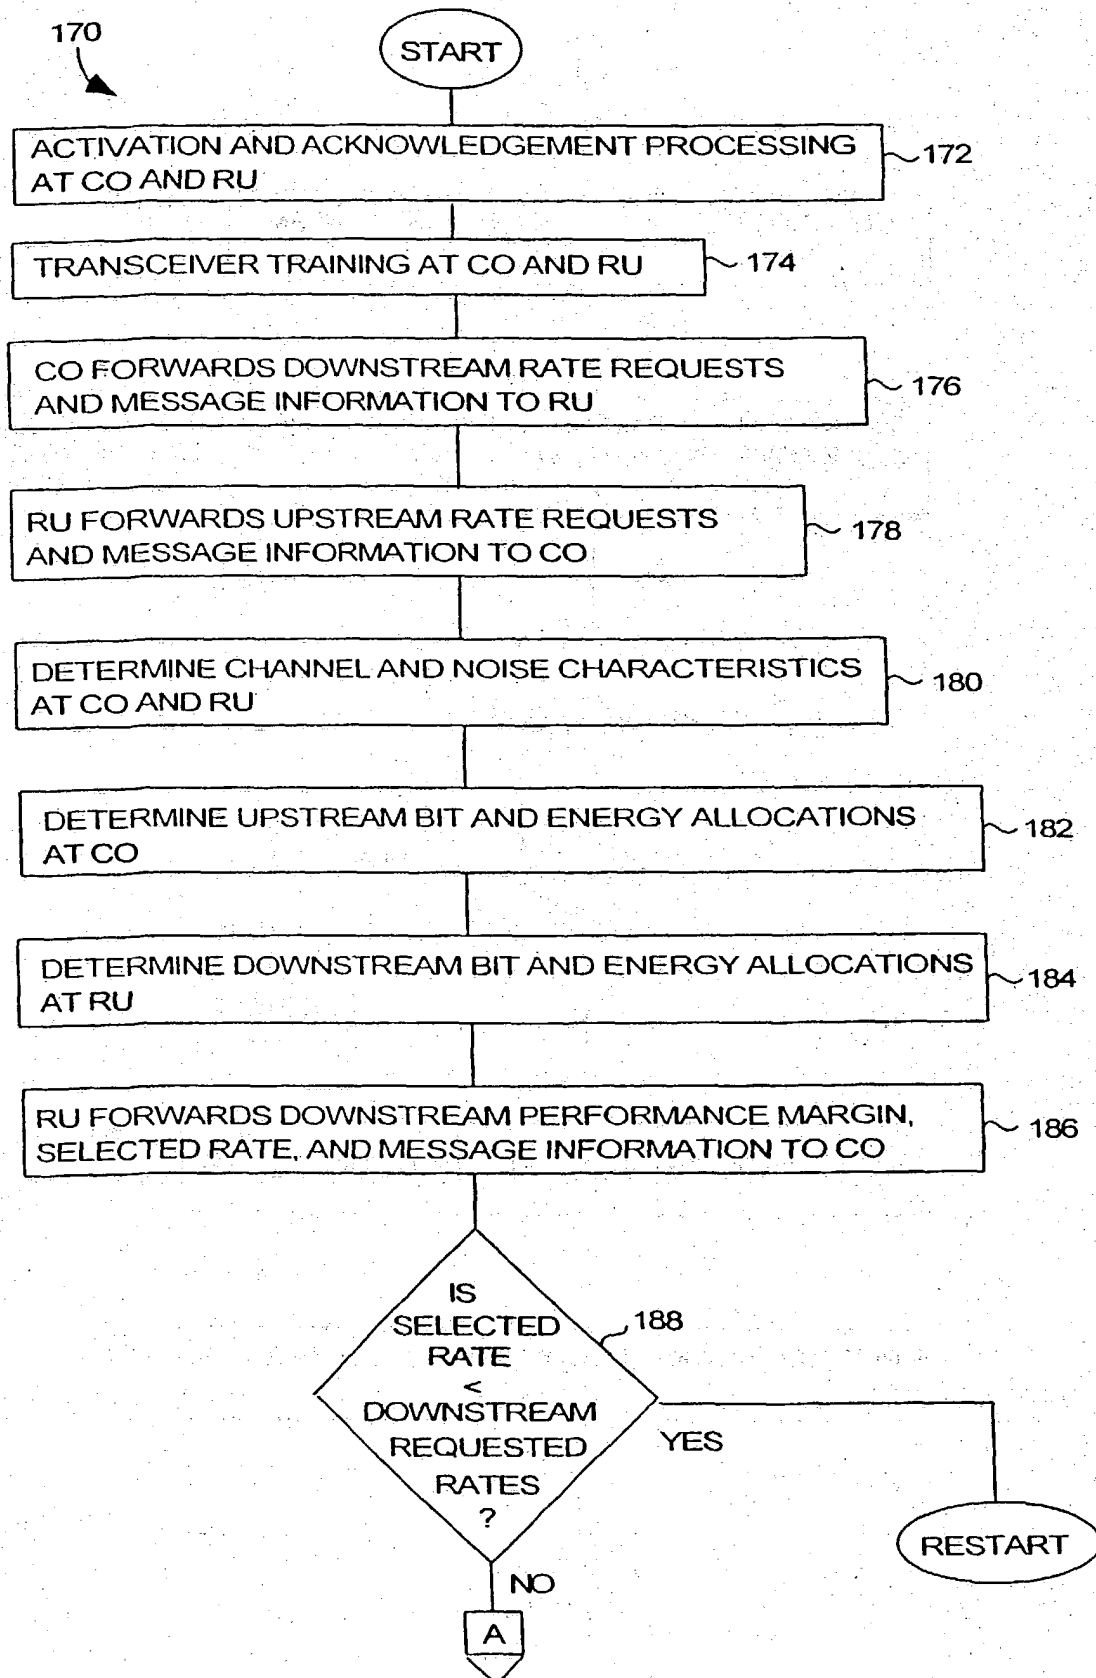 170
START
ACTIVATION AND ACKNOWLEDGEMENT PROCESSING
AT CO AND RU
172
TRANSCEIVER TRAINING AT CO AND RU
174
CO FORWARDS DOWNSTREAM RATE REQUESTS
AND MESSAGE INFORMATION TO RU
176
RU FORWARDS UPSTREAM RATE REQUESTS
AND MESSAGE INFORMATION TO CO
178
DETERMINE CHANNEL AND NOISE CHARACTERISTICS
AT CO AND RU
180
DETERMINE UPSTREAM BIT AND ENERGY ALLOCATIONS
AT CO
182
DETERMINE DOWNSTREAM BIT AND ENERGY ALLOCATIONS
AT RU
184
RU FORWARDS DOWNSTREAM PERFORMANCE MARGIN,
SELECTED RATE, AND MESSAGE INFORMATION TO CO
186
IS
SELECTED
RATE
<
DOWNSTREAM
REQUESTED
RATES
?
188
YES
RESTART
NO
A